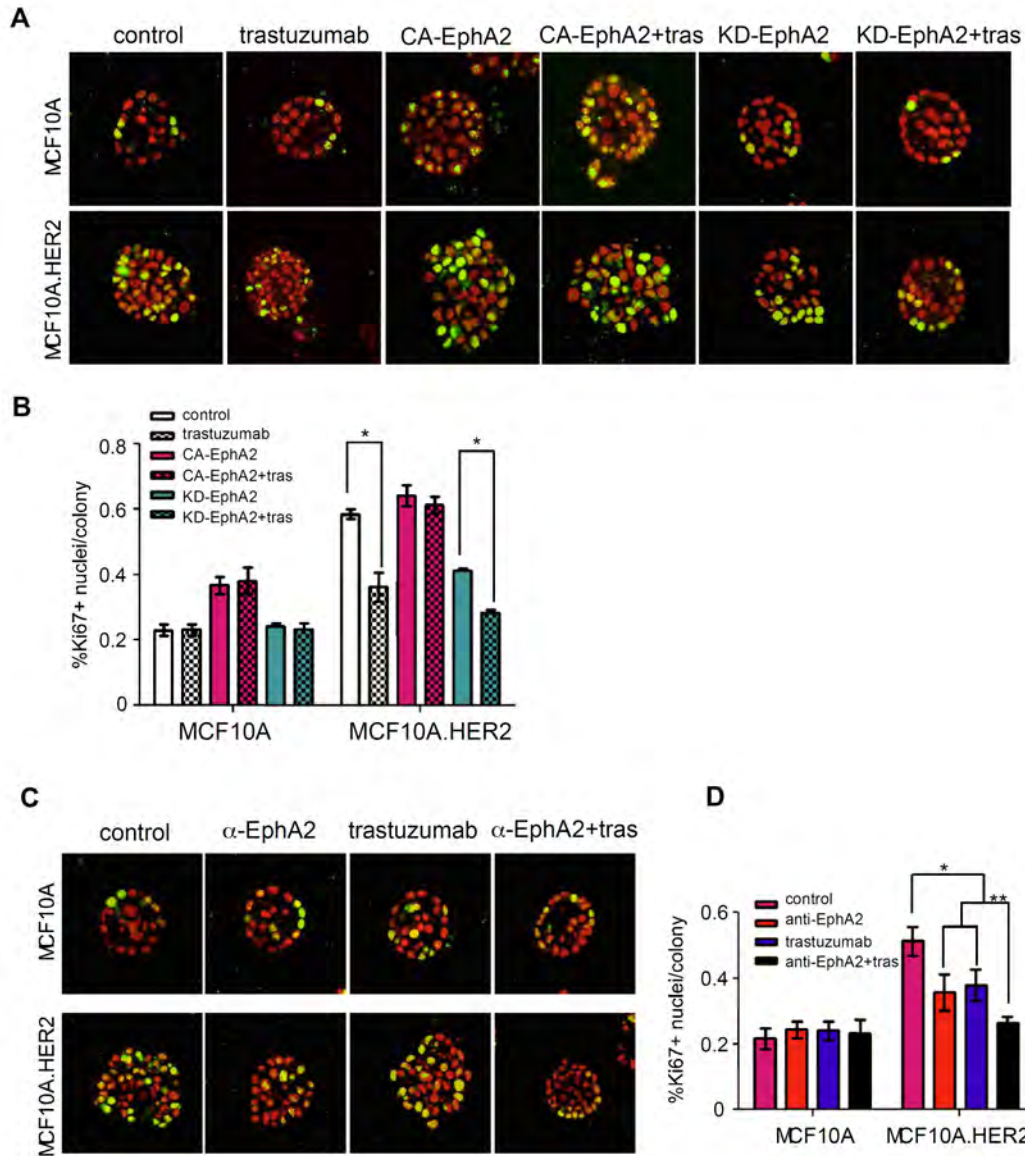 A
control trastuzumab CA-EphA2 CA-EphA2+tras KD-EphA2 KD-EphA2+tras
MCF10A
MCF10A.HER2
B
control
trastuzumab
CA-EphA2
CA-EphA2+tras
KD-EphA2
KD-EphA2+tras
* *
%Ki67+ nuclei/colony
0.8
0.6
0.4
0.2
0
MCF10A MCF10A.HER2
C
control α-EphA2 trastuzumab α-EphA2+tras
MCF10A
MCF10A.HER2
D
control
anti-EphA2
trastuzumab
anti-EphA2+tras
*
**
%Ki67+ nuclei/colony
0.6
0.4
0.2
0
MCF10A MCF10A.HER2